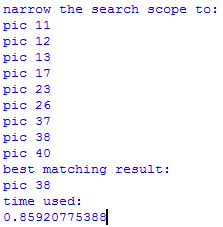 narrow the search scope to:
pic 11
pic 12
pic 13
pic 17
pic 23
pic 26
pic 37
pic 38
pic 40
best matching result:
pic 38
time used:
0.85920775388